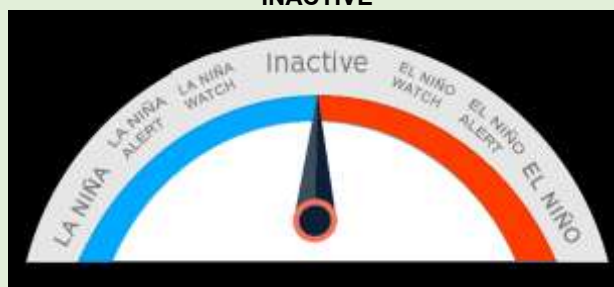 INACTIVE
LA NIÑA
LA NIÑA
ALERT
LA NIÑA
WATCH
Inactive
EL NIÑO
WATCH
EL NIÑO
ALERT
EL NIÑO